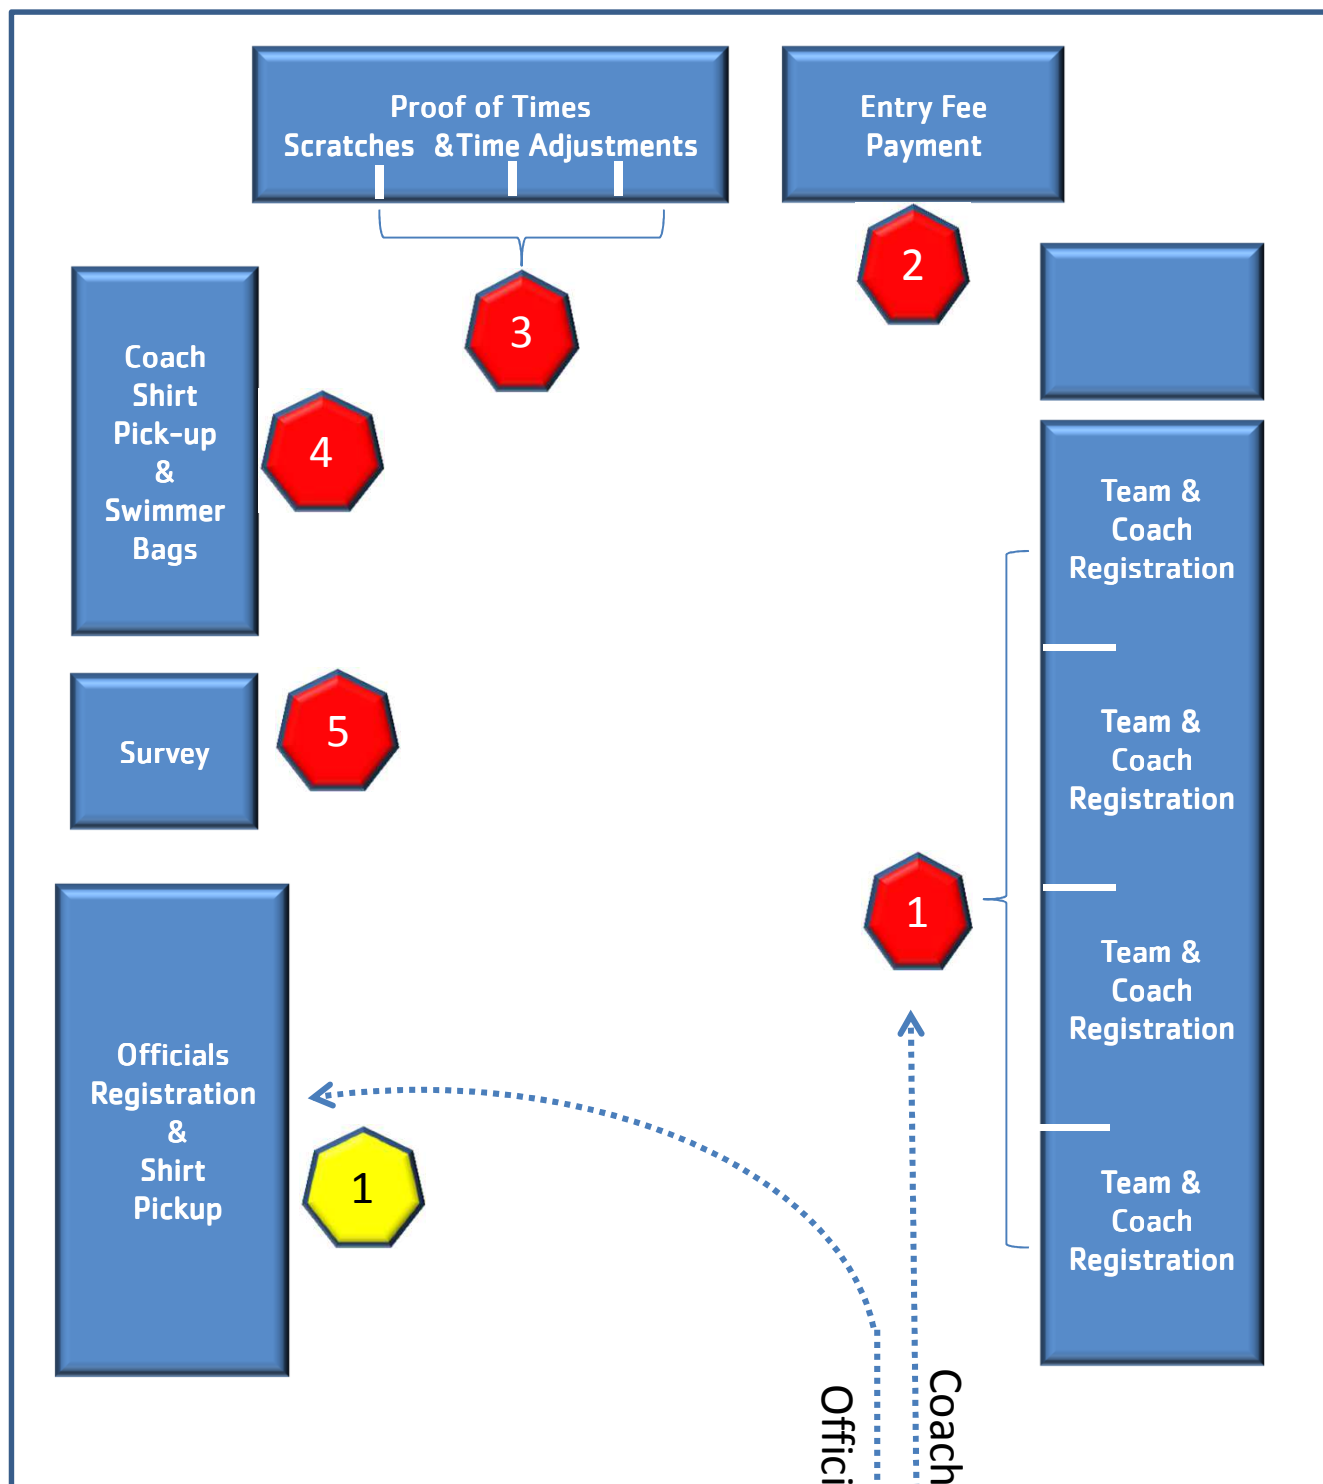 Proof of Times
Scratches &Time Adjustments
Entry Fee
Payment
2
3
Coach
Shirt
Pick-up
&
Swimmer
Bags
4
Team &
Coach
Registration
Survey
5
Team &
Coach
Registration
1
Team &
Coach
Registration
Officials
Registration
&
Shirt
Pickup
1
Team &
Coach
Registration
Coach
Offici